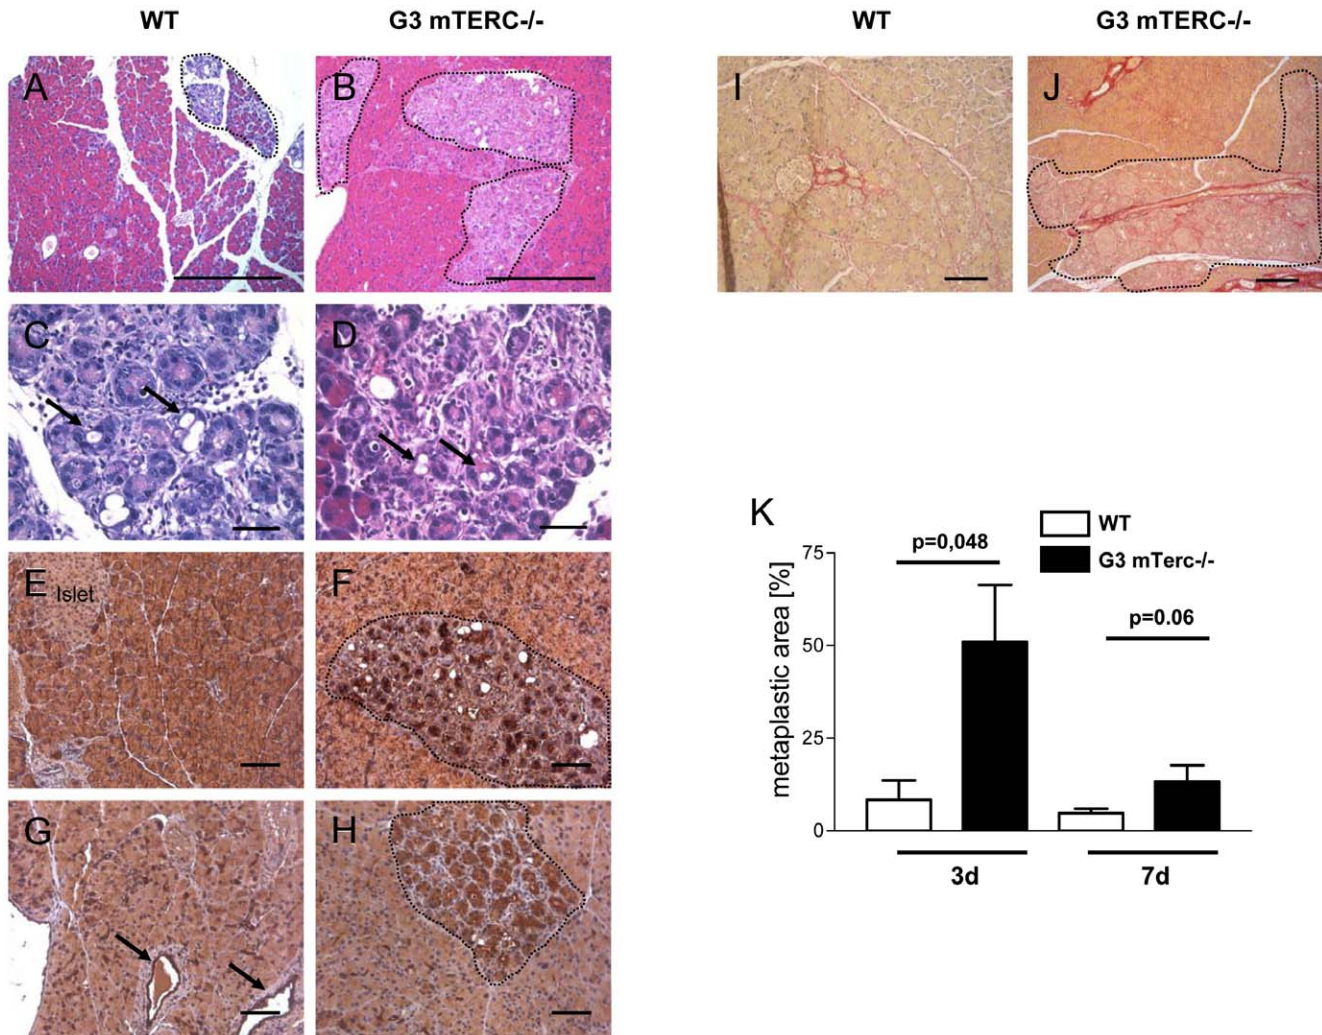 WT
G3 mTERC-/-
WT
G3 mTERC-/-
A
B
I
J
C
D
E
Islet
F
G
H
K
WT
G3 mTerc-/-
p=0,048
p=0.06
metaplastic area [%]
75
50
25
0
3d
7d